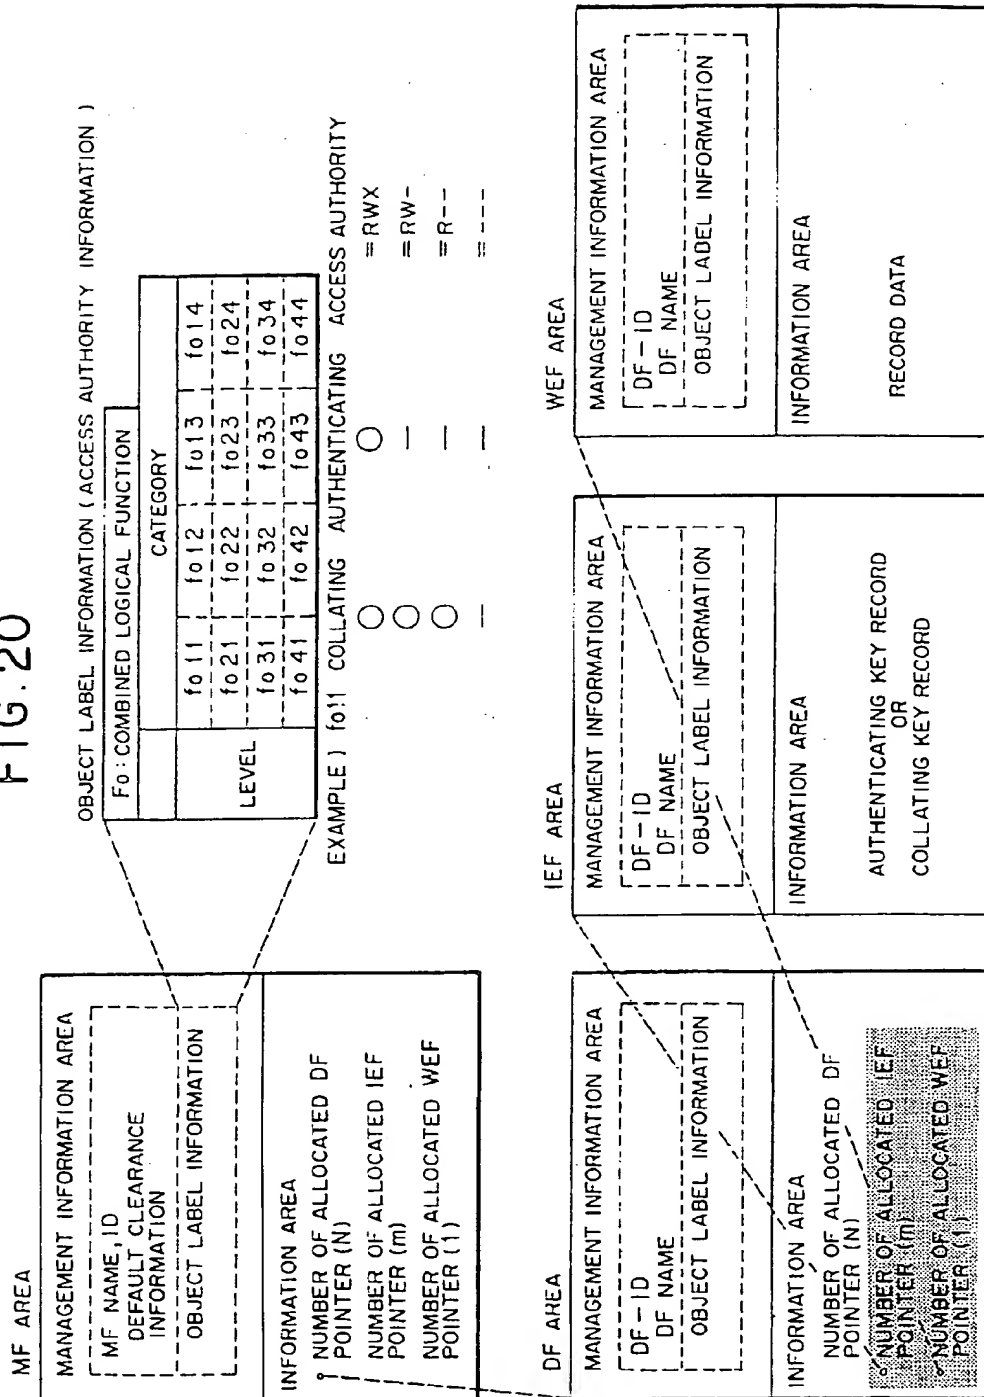 FIG. 20
MF AREA
MANAGEMENT INFORMATION AREA
MF NAME, ID
DEFAULT CLEARANCE
INFORMATION
OBJECT LABEL INFORMATION
INFORMATION AREA
NUMBER OF ALLOCATED DF
POINTER (N)
NUMBER OF ALLOCATED IEF
POINTER (m)
NUMBER OF ALLOCATED WEF
POINTER (1)
OBJECT LABEL INFORMATION (ACCESS AUTHORITY INFORMATION)
Fo: COMBINED LOGICAL FUNCTION
CATEGORY
LEVEL
fo11 fo12 fo13 fo14
fo21 fo22 fo23 fo24
fo31 fo32 fo33 fo34
fo41 fo42 fo43 fo44
EXAMPLE) fo11 COLLATING AUTHENTICATING ACCESS AUTHORITY
○ ○ =RWX
○ — =RW-
○ — =R--
— — =---
DF AREA
MANAGEMENT INFORMATION AREA
DF-ID
DF NAME
OBJECT LABEL INFORMATION
INFORMATION AREA
NUMBER OF ALLOCATED DF
POINTER (N)
NUMBER OF ALLOCATED IEF
POINTER (m)
NUMBER OF ALLOCATED WEF
POINTER (1)
IEF AREA
MANAGEMENT INFORMATION AREA
DF-ID
DF NAME
OBJECT LABEL INFORMATION
INFORMATION AREA
AUTHENTICATING KEY RECORD
OR
COLLATING KEY RECORD
WEF AREA
MANAGEMENT INFORMATION AREA
DF-ID
DF NAME
OBJECT LADEL INFORMATION
INFORMATION AREA
RECORD DATA